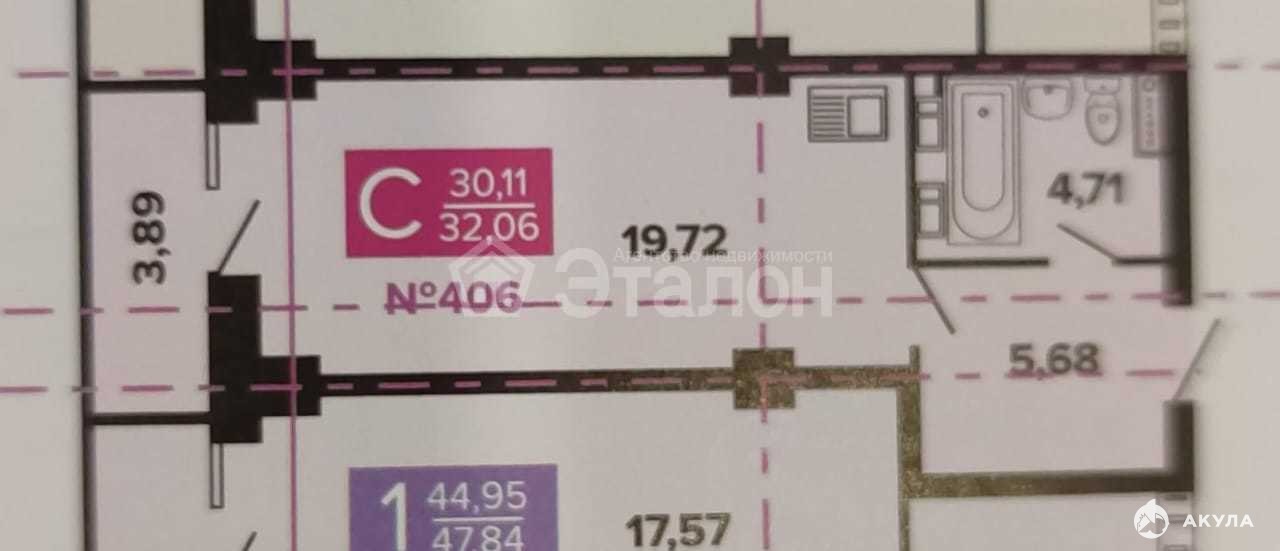 3,89
С 30,11
32,06
№406
19,72
4,71
Агентство недвижимости
Эталон
5,68
1 44,95
47,84
17,57
АКУЛА